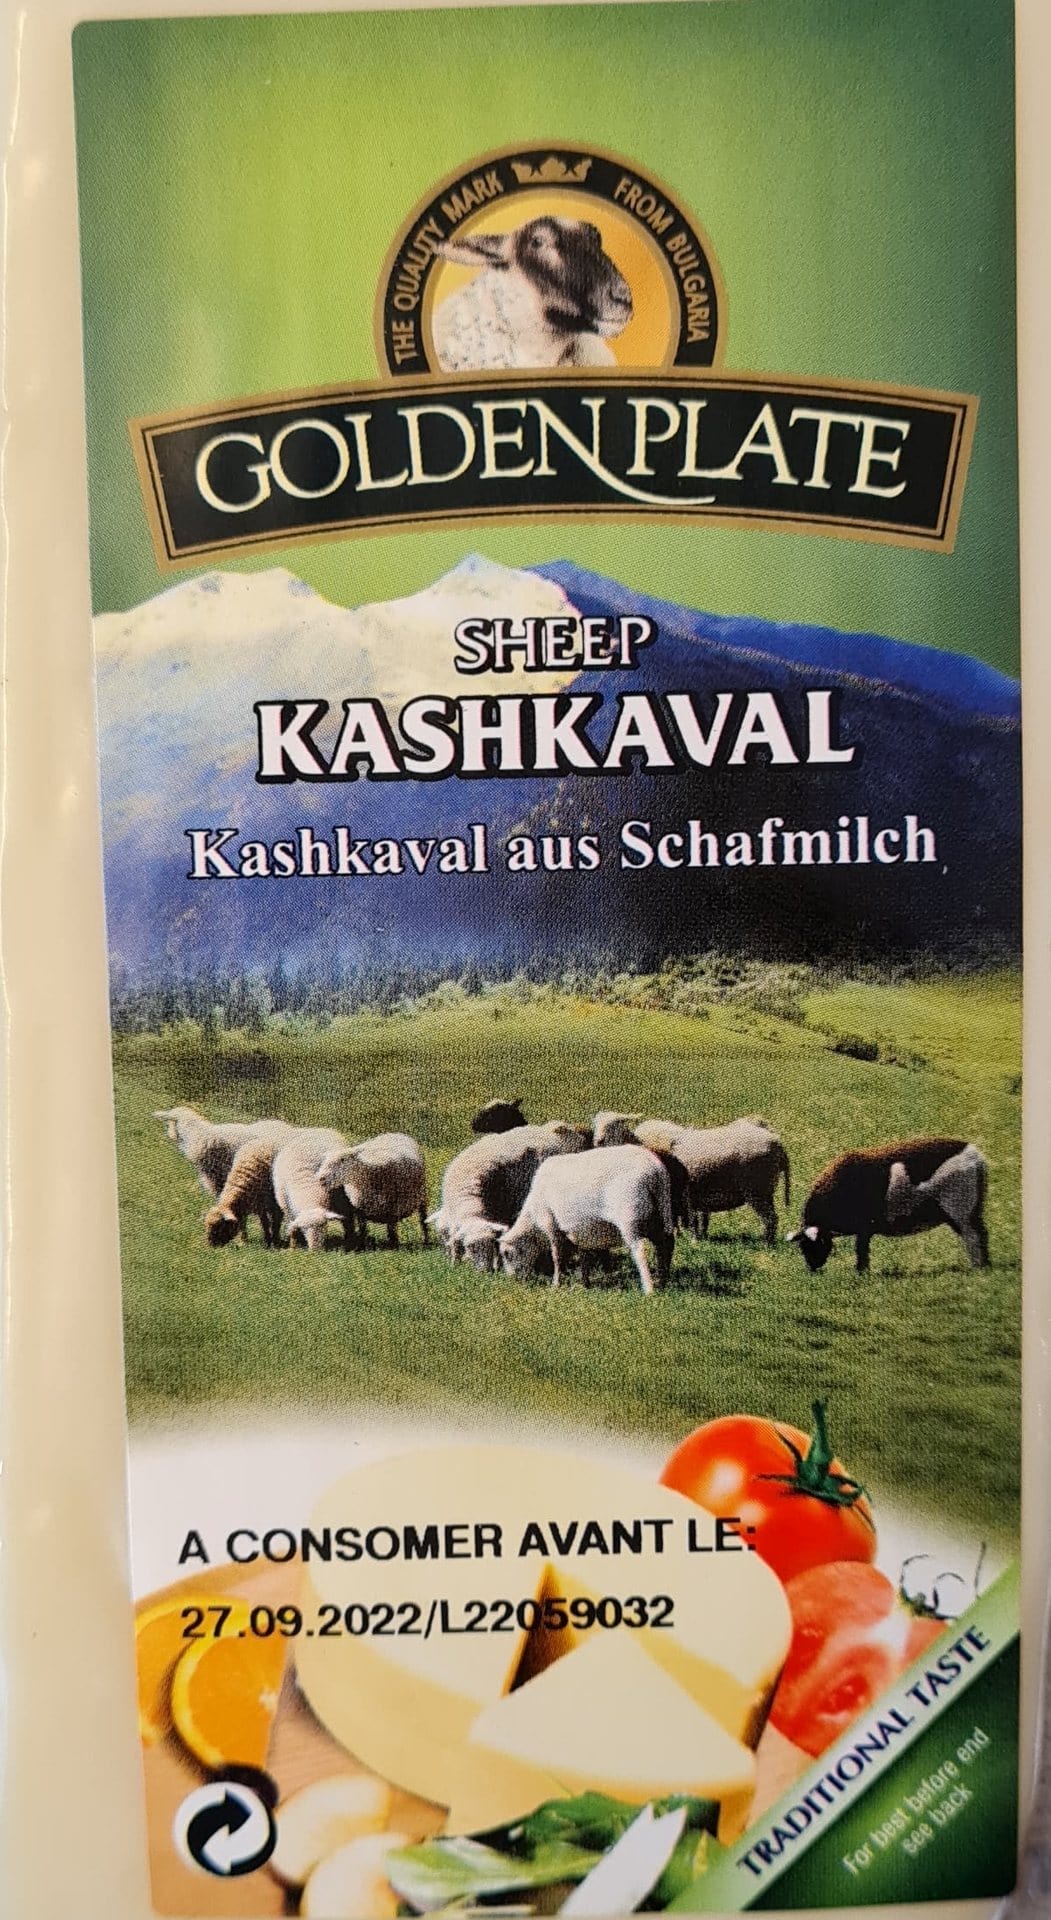 THE QUALITY MARK FROM BULGARIA
GOLDEN PLATE
SHEEP
KASHKAVAL
Kashkaval aus Schafmilch
A CONSOMER AVANT LE:
27.09.2022/L22059032
TRADITIONAL TASTE
For best before end
see back